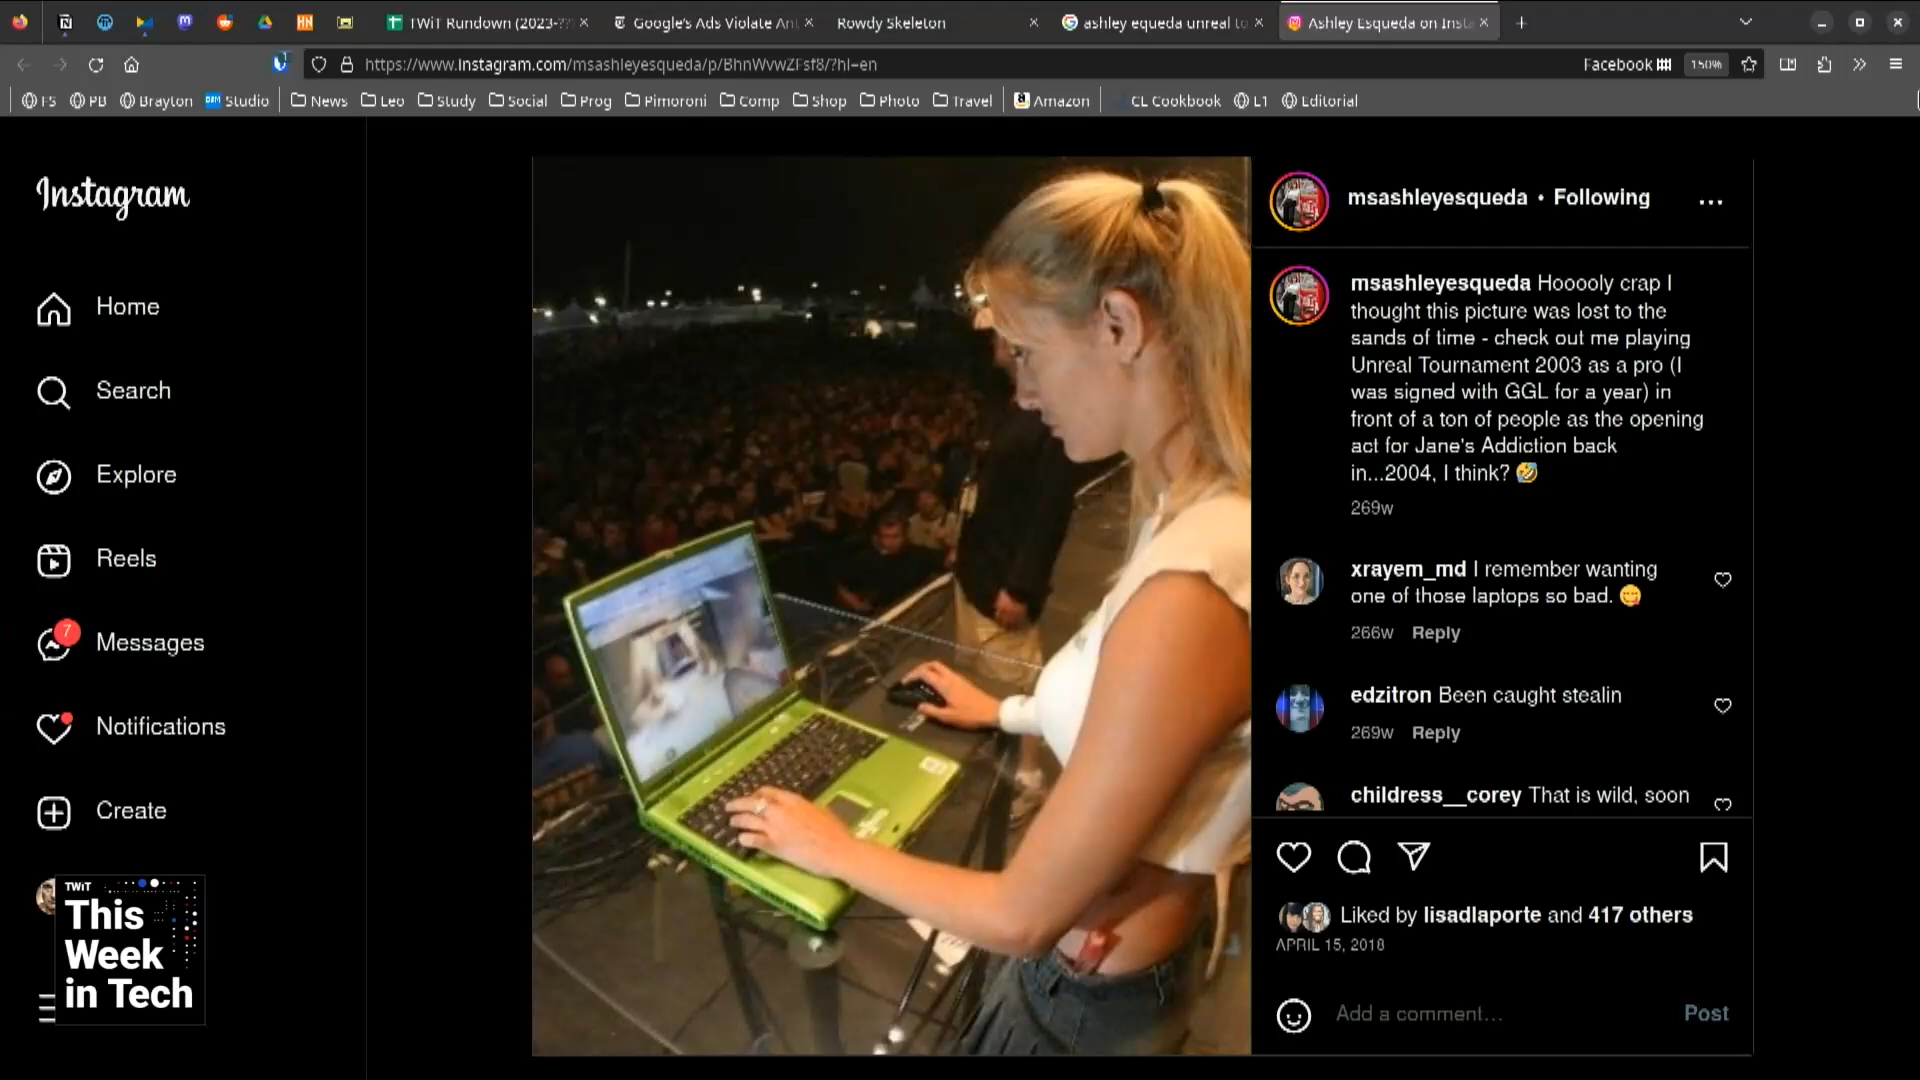 TWiT Rundown (2023-??
Google's Ads Violate An
Rowdy Skeleton
ashley equeda unreal to
Ashley Esqueda on Insta
https://www.instagram.com/msashleyesqueda/p/BhnWvwZFsf8/?hl=en
Facebook
150%
FS
PB
Brayton
Studio
News
Leo
Study
Social
Prog
Pimoroni
Comp
Shop
Photo
Travel
Amazon
CL Cookbook
L1
Editorial
Instagram
Home
Search
Explore
Reels
7
Messages
Notifications
Create
TWiT
This
Week
in Tech
msashleyesqueda • Following
msashleyesqueda Hooooly crap I
thought this picture was lost to the
sands of time - check out me playing
Unreal Tournament 2003 as a pro (I
was signed with GGL for a year) in
front of a ton of people as the opening
act for Jane's Addiction back
in...2004, I think? 🤣
269w
xrayem_md I remember wanting
one of those laptops so bad. 😋
266w Reply
edzitron Been caught stealin
269w Reply
childress__corey That is wild, soon
Liked by lisadlaporte and 417 others
APRIL 15, 2018
Add a comment...
Post